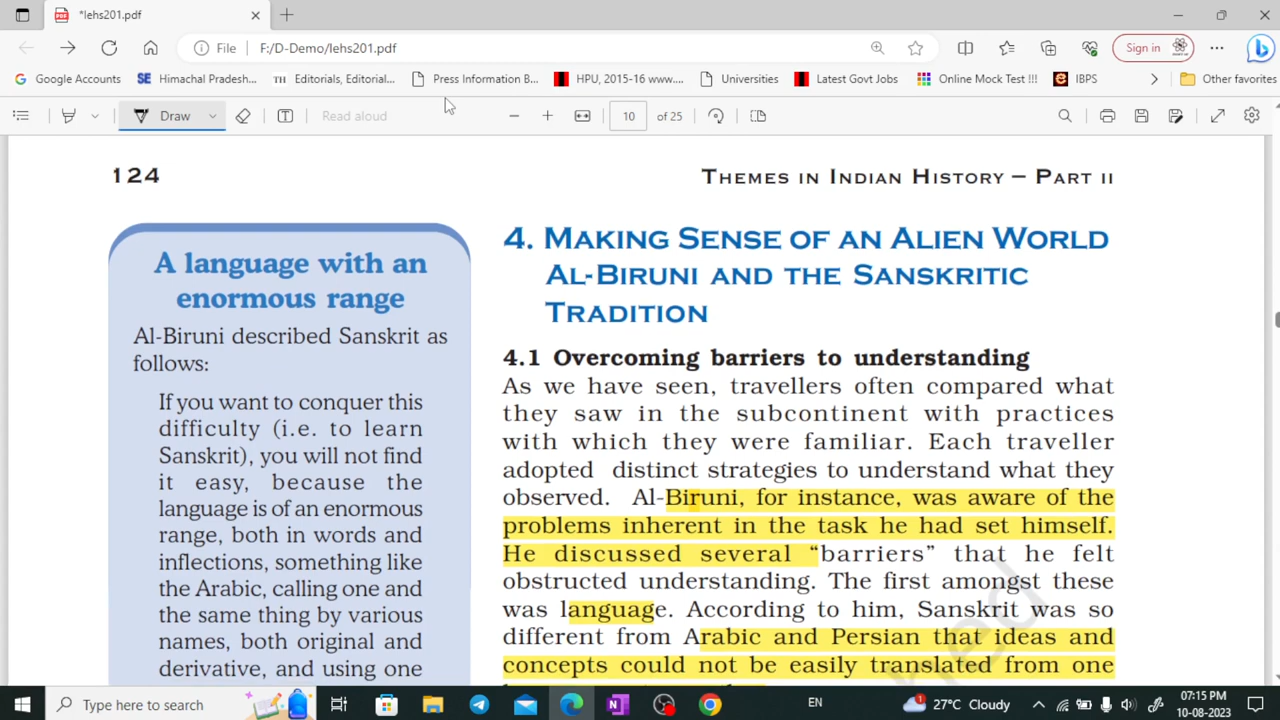 *lehs201.pdf
File
F:/D-Demo/lehs201.pdf
Sign in
Google Accounts
SE Himachal Pradesh...
TH Editorials, Editorial...
Press Information B...
HPU, 2015-16 www....
Universities
Latest Govt Jobs
Online Mock Test !!!
IBPS
Other favorites
Draw
Read aloud
10 of 25
124
THEMES IN INDIAN HISTORY – PART II
A language with an
enormous range
Al-Biruni described Sanskrit as
follows:
If you want to conquer this
difficulty (i.e. to learn
Sanskrit), you will not find
it easy, because the
language is of an enormous
range, both in words and
inflections, something like
the Arabic, calling one and
the same thing by various
names, both original and
derivative, and using one
4. MAKING SENSE OF AN ALIEN WORLD
AL-BIRUNI AND THE SANSKRITIC
TRADITION
4.1 Overcoming barriers to understanding
As we have seen, travellers often compared what
they saw in the subcontinent with practices
with which they were familiar. Each traveller
adopted distinct strategies to understand what they
observed. Al-Biruni, for instance, was aware of the
problems inherent in the task he had set himself.
He discussed several “barriers” that he felt
obstructed understanding. The first amongst these
was language. According to him, Sanskrit was so
different from Arabic and Persian that ideas and
concepts could not be easily translated from one
Type here to search
EN
27°C Cloudy
07:15 PM
10-08-2023